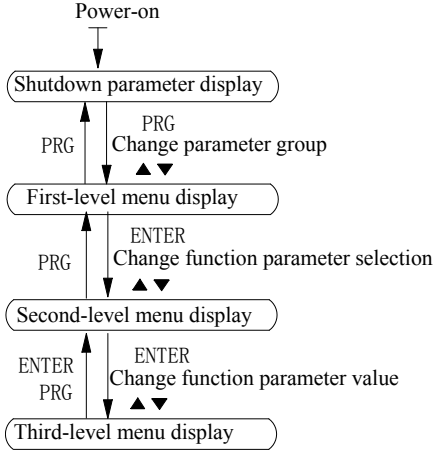 Power-on
Shutdown parameter display
PRG
PRG
Change parameter group
▲ ▼
First-level menu display
PRG
ENTER
Change function parameter selection
▲ ▼
Second-level menu display
ENTER
PRG
ENTER
Change function parameter value
▲ ▼
Third-level menu display